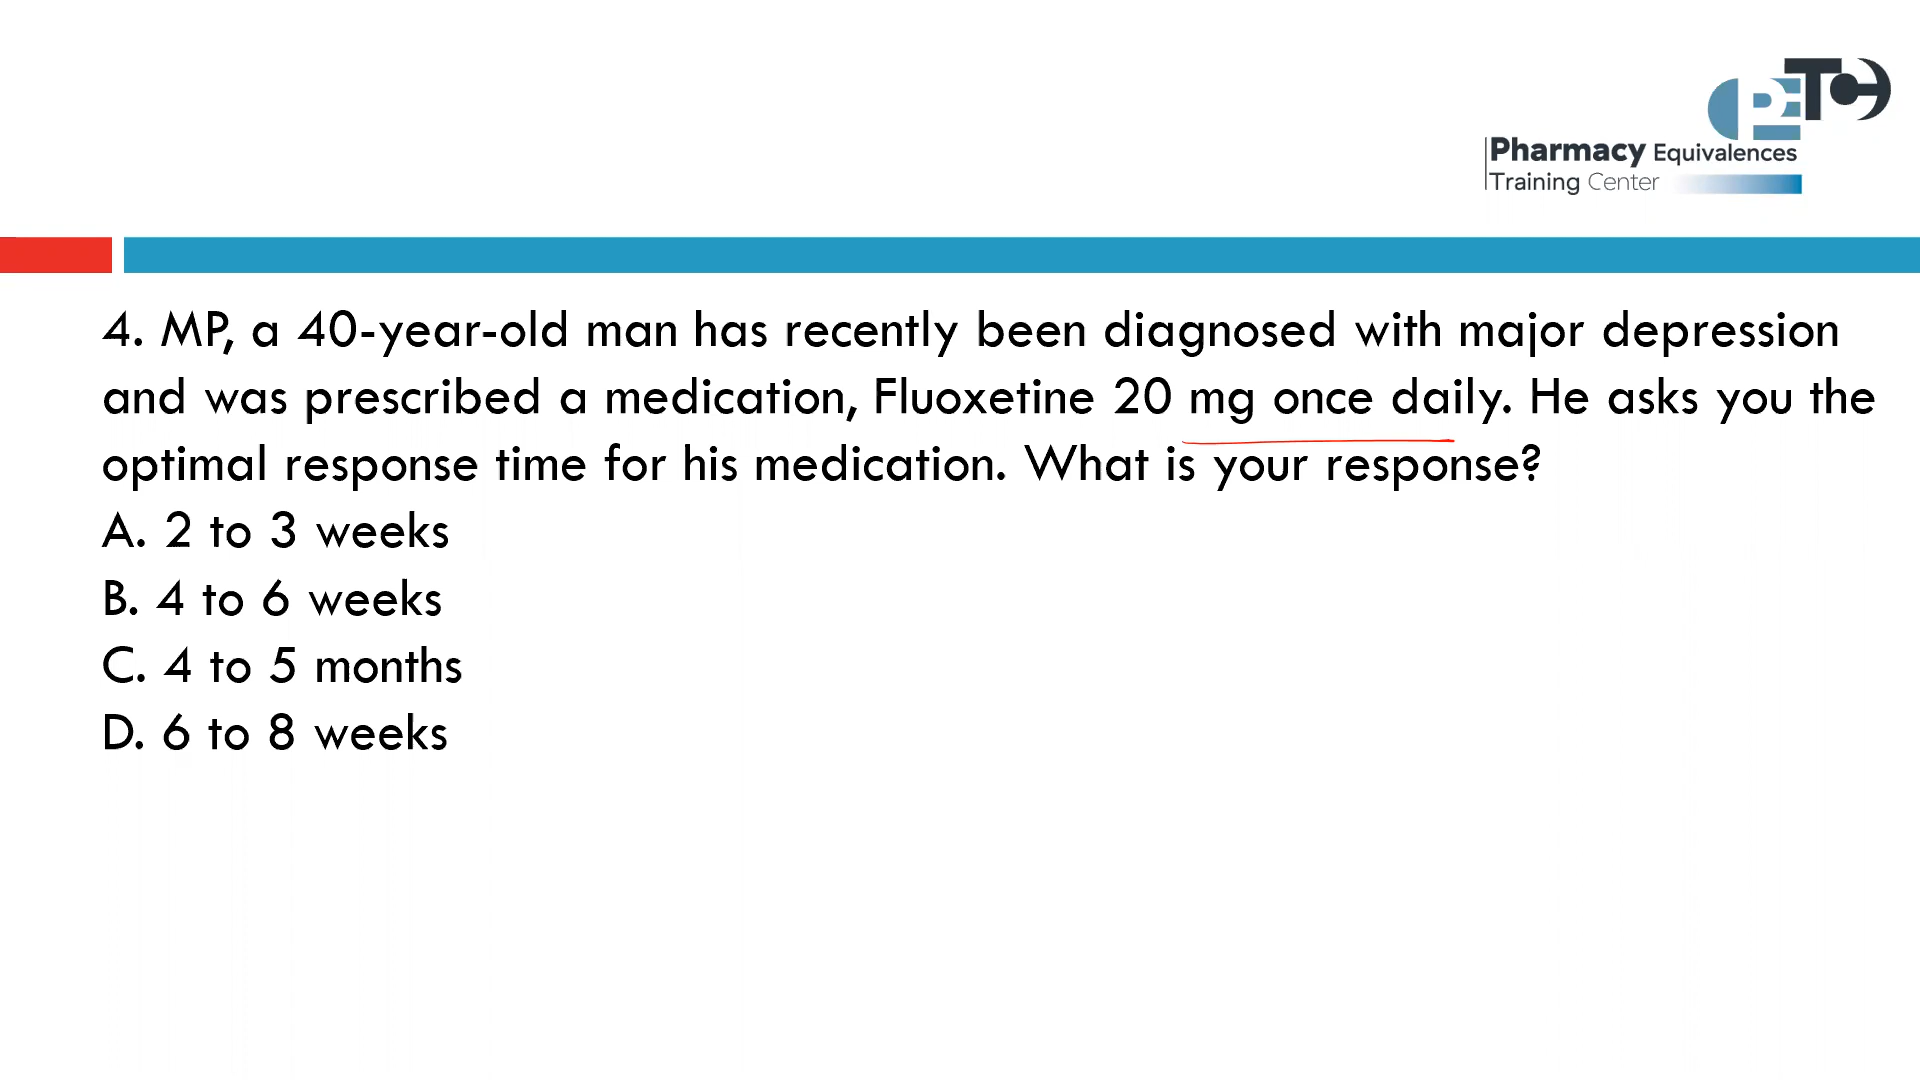 PETC
Pharmacy Equivalences
Training Center
4. MP, a 40-year-old man has recently been diagnosed with major depression
and was prescribed a medication, Fluoxetine 20 mg once daily. He asks you the
optimal response time for his medication. What is your response?
A. 2 to 3 weeks
B. 4 to 6 weeks
C. 4 to 5 months
D. 6 to 8 weeks